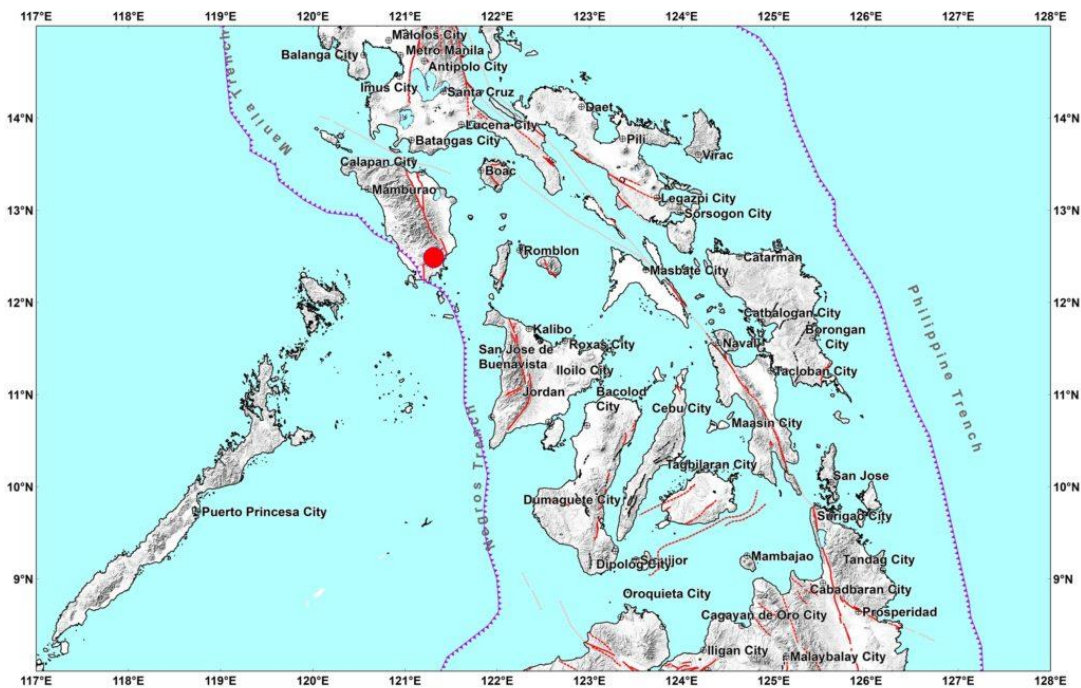 117°E 118°E 119°E 120°E 121°E 122°E 123°E 124°E 125°E 126°E 127°E 128°E
Malolos City
Metro Manila
Balanga City
Antipolo City
Imus City
Santa Cruz
Manila Trench
Daet
14°N
14°N
Lucena City
Batangas City
Pili
Virac
Calapan City
Boac
Mamburao
Legazpi City
13°N
13°N
Sorsogon City
Romblon
Catarman
Masbate City
12°N
12°N
Catbalogan City
Borongan
City
Kalibo
Roxas City
Naval
San Jose de
Buenavista
Iloilo City
Tacloban City
Philippine Trench
11°N
11°N
Jordan
Bacolod
City
Cebu City
Maasin City
Negros Trench
Tagbilaran City
San Jose
10°N
10°N
Dumaguete City
Puerto Princesa City
Surigao City
Dipolog City
Siquijor
Mambajao
Tandag City
9°N
9°N
Oroquieta City
Cabadbaran City
Cagayan de Oro City
Prosperidad
Iligan City
Malaybalay City
117°E 118°E 119°E 120°E 121°E 122°E 123°E 124°E 125°E 126°E 127°E 128°E